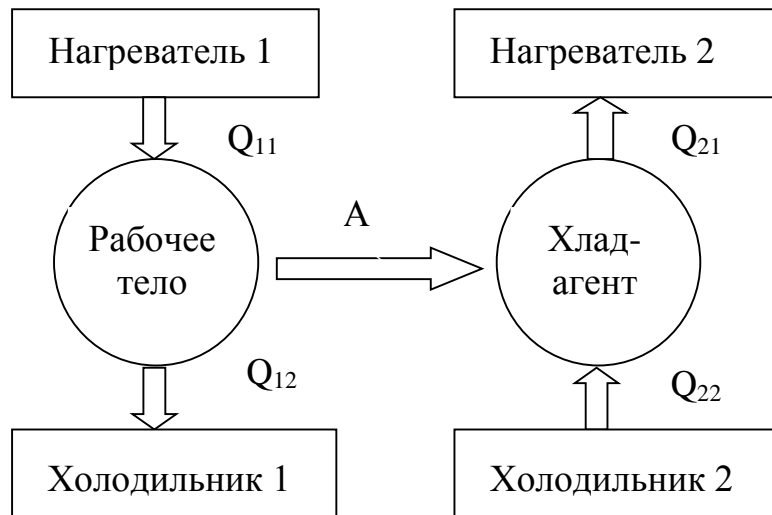 Нагреватель 1
Нагреватель 2
Q₁₁
Q₂₁
Рабочее
тело
A
Хлад-
агент
Q₁₂
Q₂₂
Холодильник 1
Холодильник 2